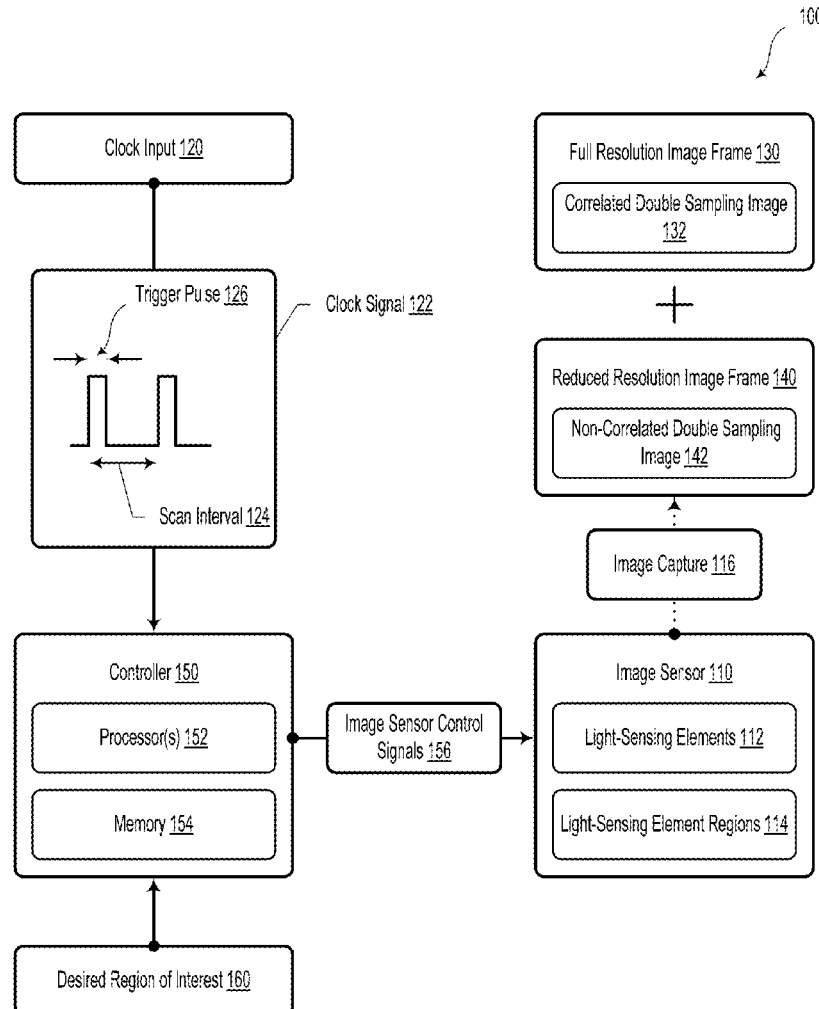 100
Clock Input 120
Trigger Pulse 126
Clock Signal 122
Scan Interval 124
Controller 150
Processor(s) 152
Memory 154
Desired Region of Interest 160
Image Sensor Control
Signals 156
Full Resolution Image Frame 130
Correlated Double Sampling Image
132
+
Reduced Resolution Image Frame 140
Non-Correlated Double Sampling
Image 142
Image Capture 116
Image Sensor 110
Light-Sensing Elements 112
Light-Sensing Element Regions 114